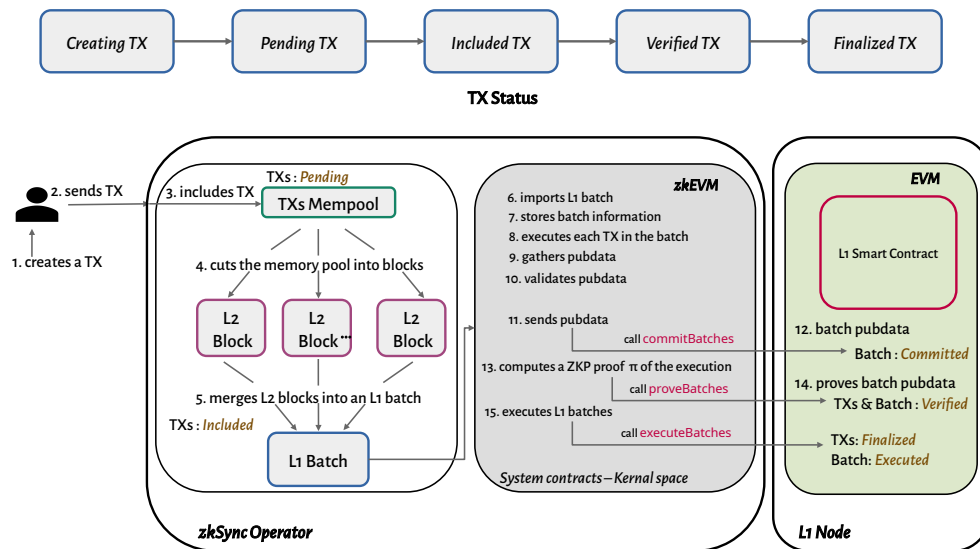 Creating TX
Pending TX
Included TX
Verified TX
Finalized TX
TX Status
TXs : Pending
2. sends TX
3. includes TX
TXs Mempool
1. creates a TX
4. cuts the memory pool into blocks
L2 Block
L2 Block
...
L2 Block
5. merges L2 blocks into an L1 batch
TXs : Included
L1 Batch
zkSync Operator
zkEVM
6. imports L1 batch
7. stores batch information
8. executes each TX in the batch
9. gathers pubdata
10. validates pubdata
11. sends pubdata
call commitBatches
13. computes a ZKP proof π of the execution
call proveBatches
15. executes L1 batches
call executeBatches
System contracts – Kernal space
EVM
L1 Smart Contract
12. batch pubdata
Batch : Committed
14. proves batch pubdata
TXs & Batch : Verified
TXs: Finalized
Batch: Executed
L1 Node